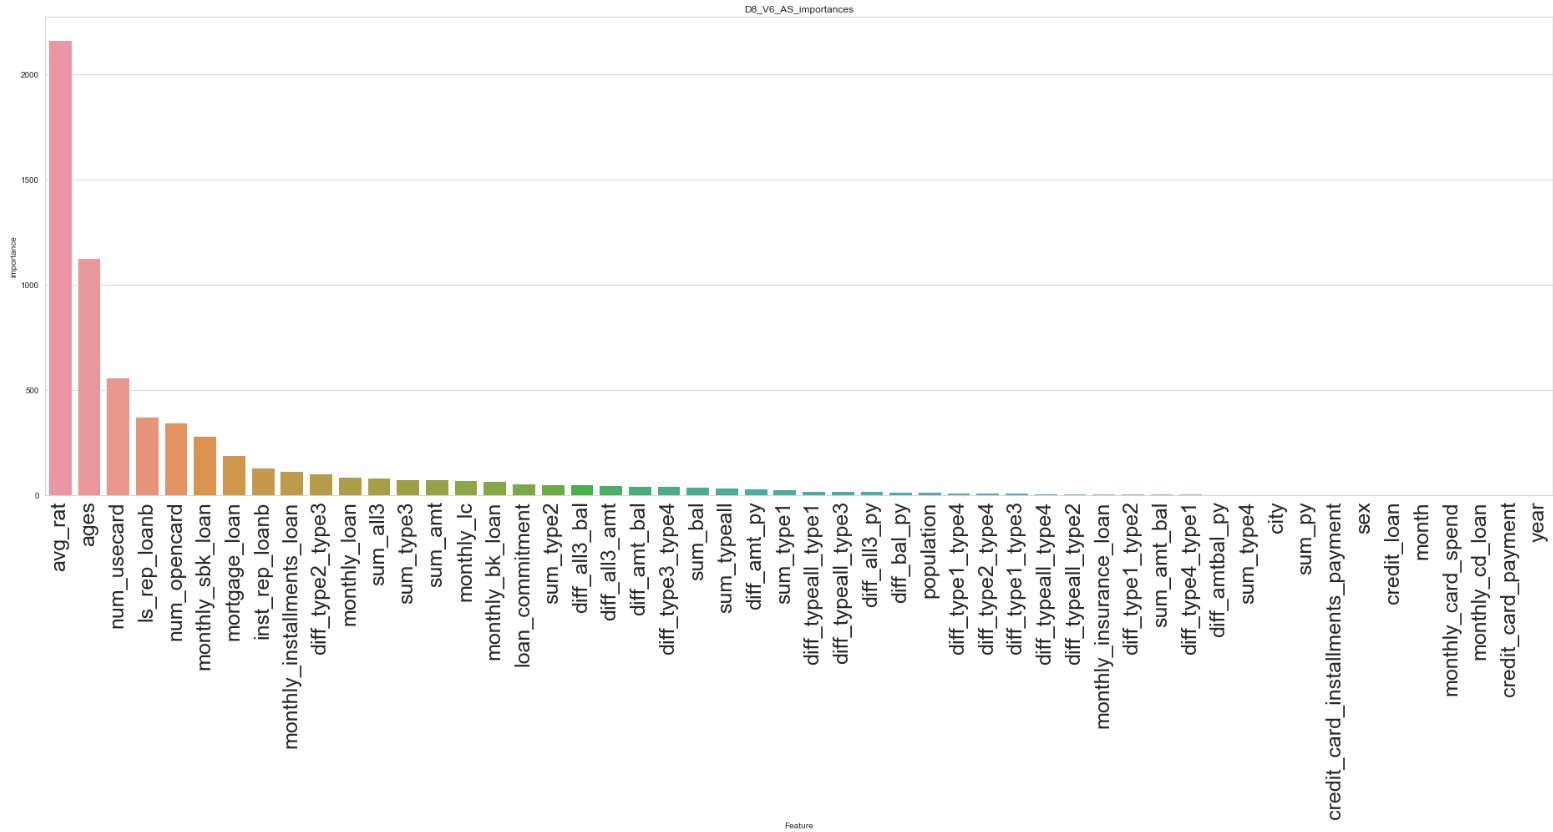 D8_V6_AS_importances
importance
2000
1500
1000
500
0
avg_rat
ages
num_usecard
ls_rep_loanb
num_opencard
monthly_sbk_loan
mortgage_loan
inst_rep_loanb
monthly_installments_loan
diff_type2_type3
monthly_loan
sum_all3
sum_type3
sum_amt
monthly_lc
monthly_bk_loan
loan_commitment
sum_type2
diff_all3_bal
diff_all3_amt
diff_amt_bal
diff_type3_type4
sum_bal
sum_typeall
diff_amt_py
sum_type1
diff_typeall_type1
diff_typeall_type3
diff_all3_py
diff_bal_py
population
diff_type1_type4
diff_type2_type4
diff_type1_type3
diff_typeall_type4
diff_typeall_type2
monthly_insurance_loan
diff_type1_type2
sum_amt_bal
diff_type4_type1
diff_amtbal_py
sum_type4
city
sum_py
credit_card_installments_payment
sex
credit_loan
month
monthly_card_spend
monthly_cd_loan
credit_card_payment
year
Feature